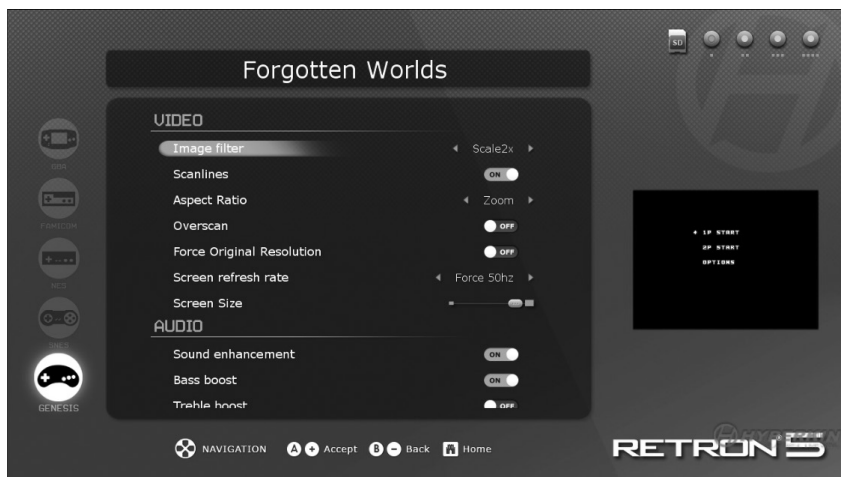 SD
Forgotten Worlds
VIDEO
Image filter Scale2x
Scanlines ON
Aspect Ratio Zoom
Overscan OFF
Force Original Resolution OFF
Screen refresh rate Force 50hz
Screen Size
AUDIO
Sound enhancement ON
Bass boost ON
Treble boost OFF
GBA
FAMICOM
NES
SNES
GENESIS
1P START
2P START
OPTIONS
NAVIGATION A + Accept B - Back Home
HYPERKIN
RETRON 5